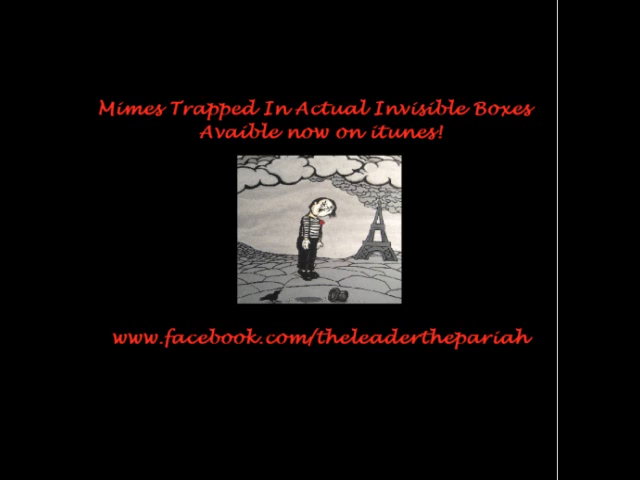 Mimes Trapped In Actual Invisible Boxes
Avaible now on itunes!
www.facebook.com/theleaderthepariah